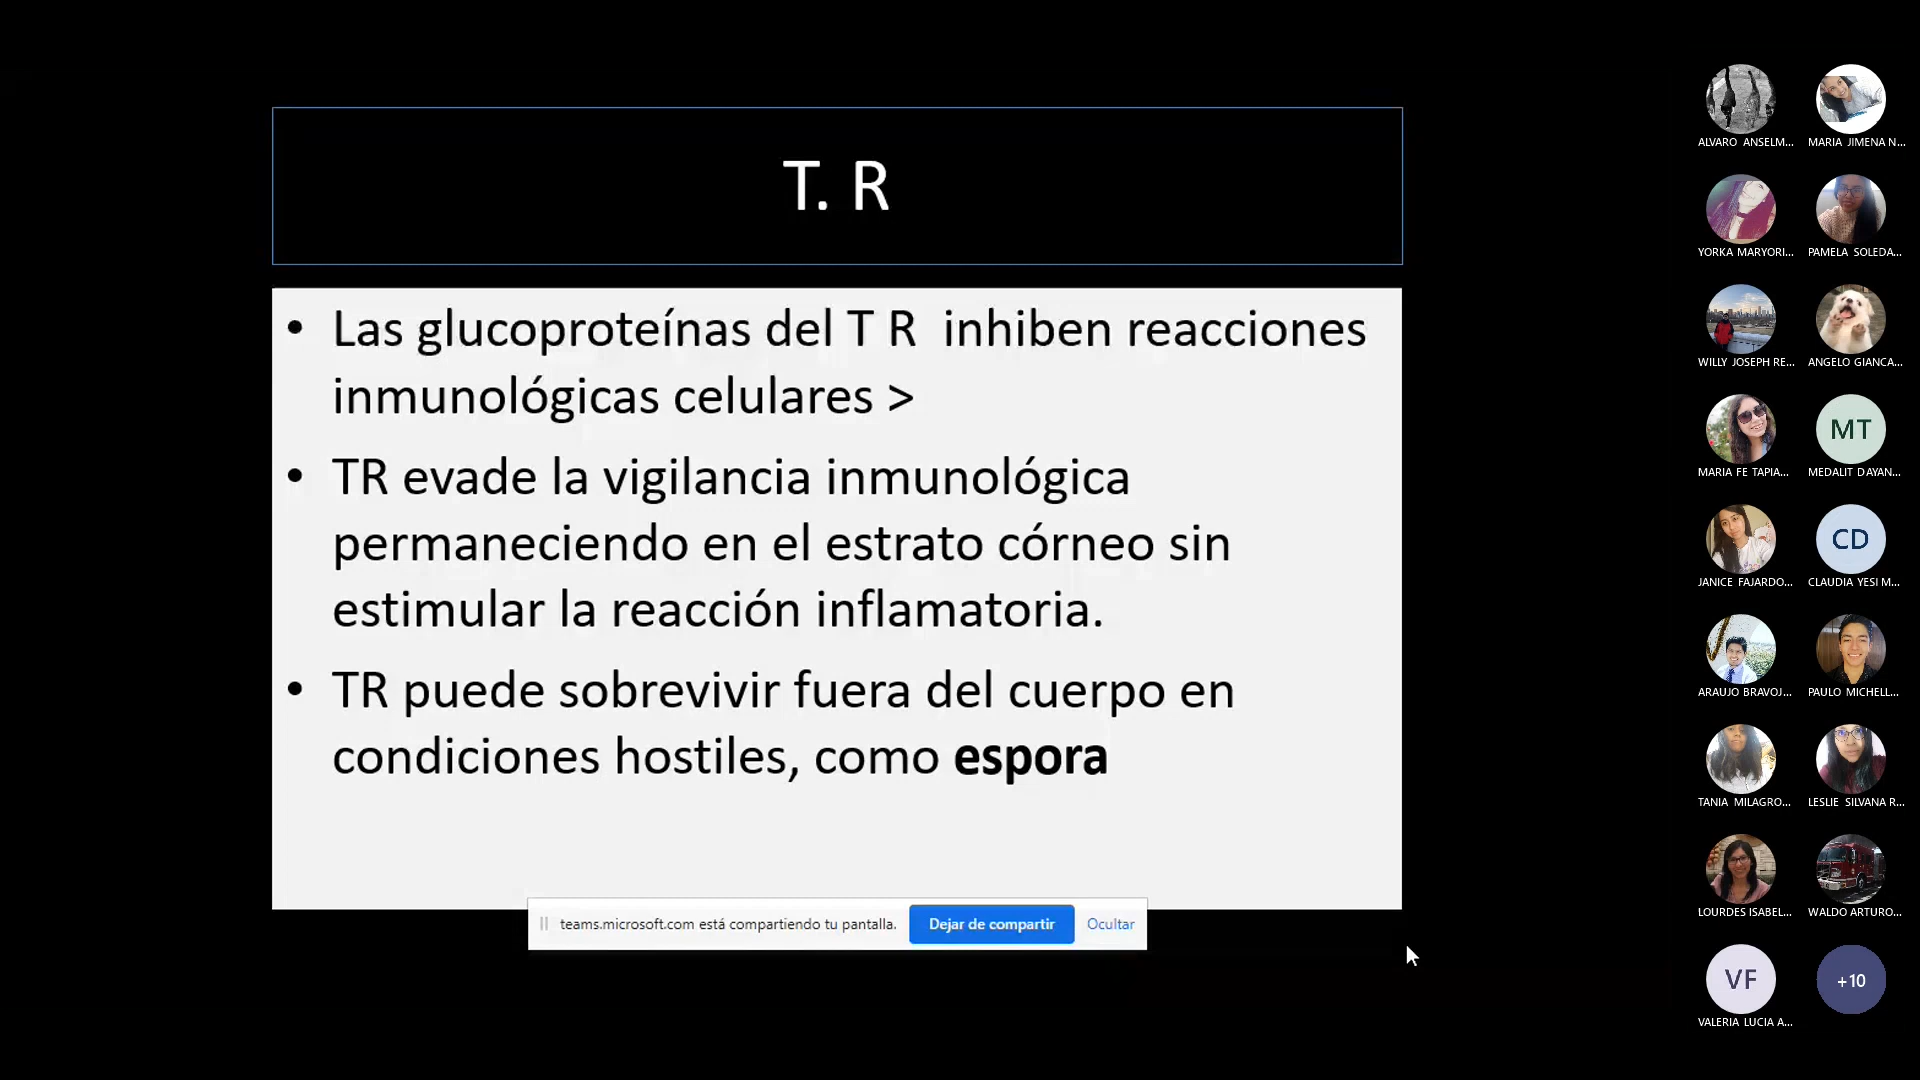 T. R
• Las glucoproteínas del T R inhiben reacciones
inmunológicas celulares >
• TR evade la vigilancia inmunológica
permaneciendo en el estrato córneo sin
estimular la reacción inflamatoria.
• TR puede sobrevivir fuera del cuerpo en
condiciones hostiles, como espora
teams.microsoft.com está compartiendo tu pantalla. Dejar de compartir Ocultar
ALVARO ANSELM... MARIA JIMENA N...
YORKA MARYORI... PAMELA SOLEDA...
WILLY JOSEPH RE... ANGELO GIANCA...
MT
MARIA FE TAPIA... MEDALIT DAYAN...
CD
JANICE FAJARDO... CLAUDIA YESI M...
ARAUJO BRAVOJ... PAULO MICHELL...
TANIA MILAGRO... LESLIE SILVANA R...
LOURDES ISABEL... WALDO ARTURO...
VF +10
VALERIA LUCIA A...